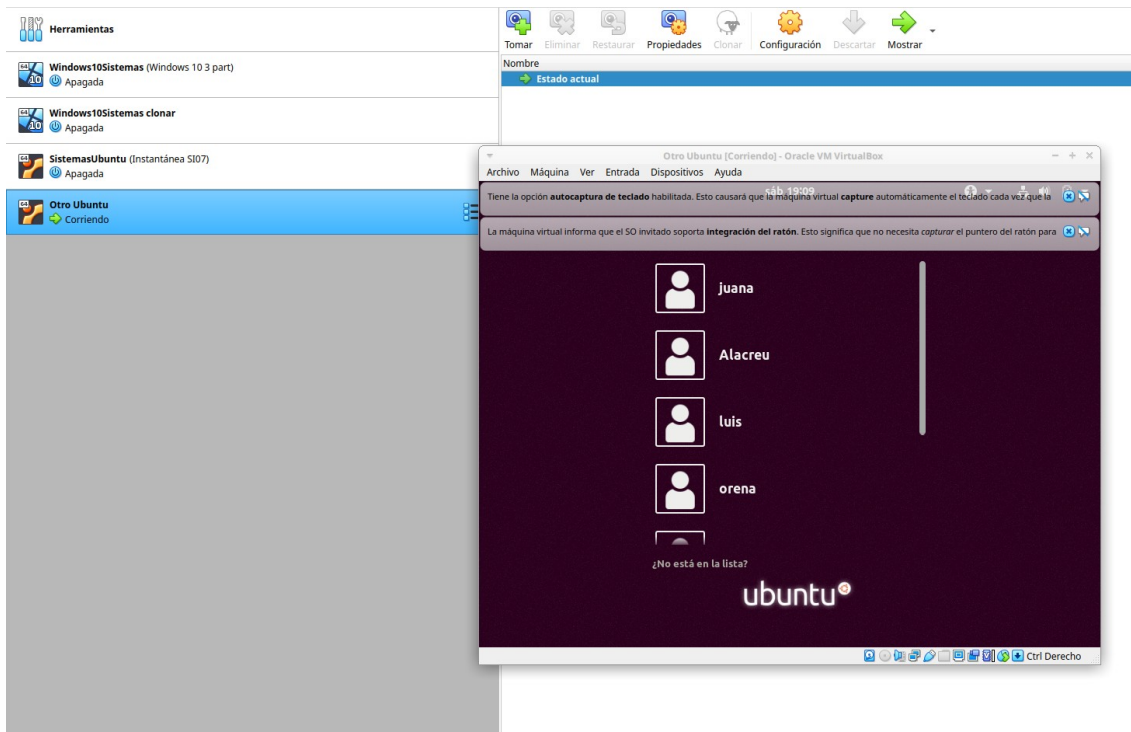 Herramientas
Windows10Sistemas (Windows 10 3 part)
Apagada
Windows10Sistemas clonar
Apagada
SistemasUbuntu (Instantánea SI07)
Apagada
Otro Ubuntu
Corriendo
Tomar Eliminar Restaurar Propiedades Clonar Configuración Descartar Mostrar
Nombre
Estado actual
Otro Ubuntu [Corriendo] - Oracle VM VirtualBox
Archivo Máquina Ver Entrada Dispositivos Ayuda
sáb 19:09
Tiene la opción autocaptura de teclado habilitada. Esto causará que la máquina virtual capture automáticamente el teclado cada vez que la
La máquina virtual informa que el SO invitado soporta integración del ratón. Esto significa que no necesita capturar el puntero del ratón para
juana
Alacreu
luis
orena
¿No está en la lista?
ubuntu
Ctrl Derecho